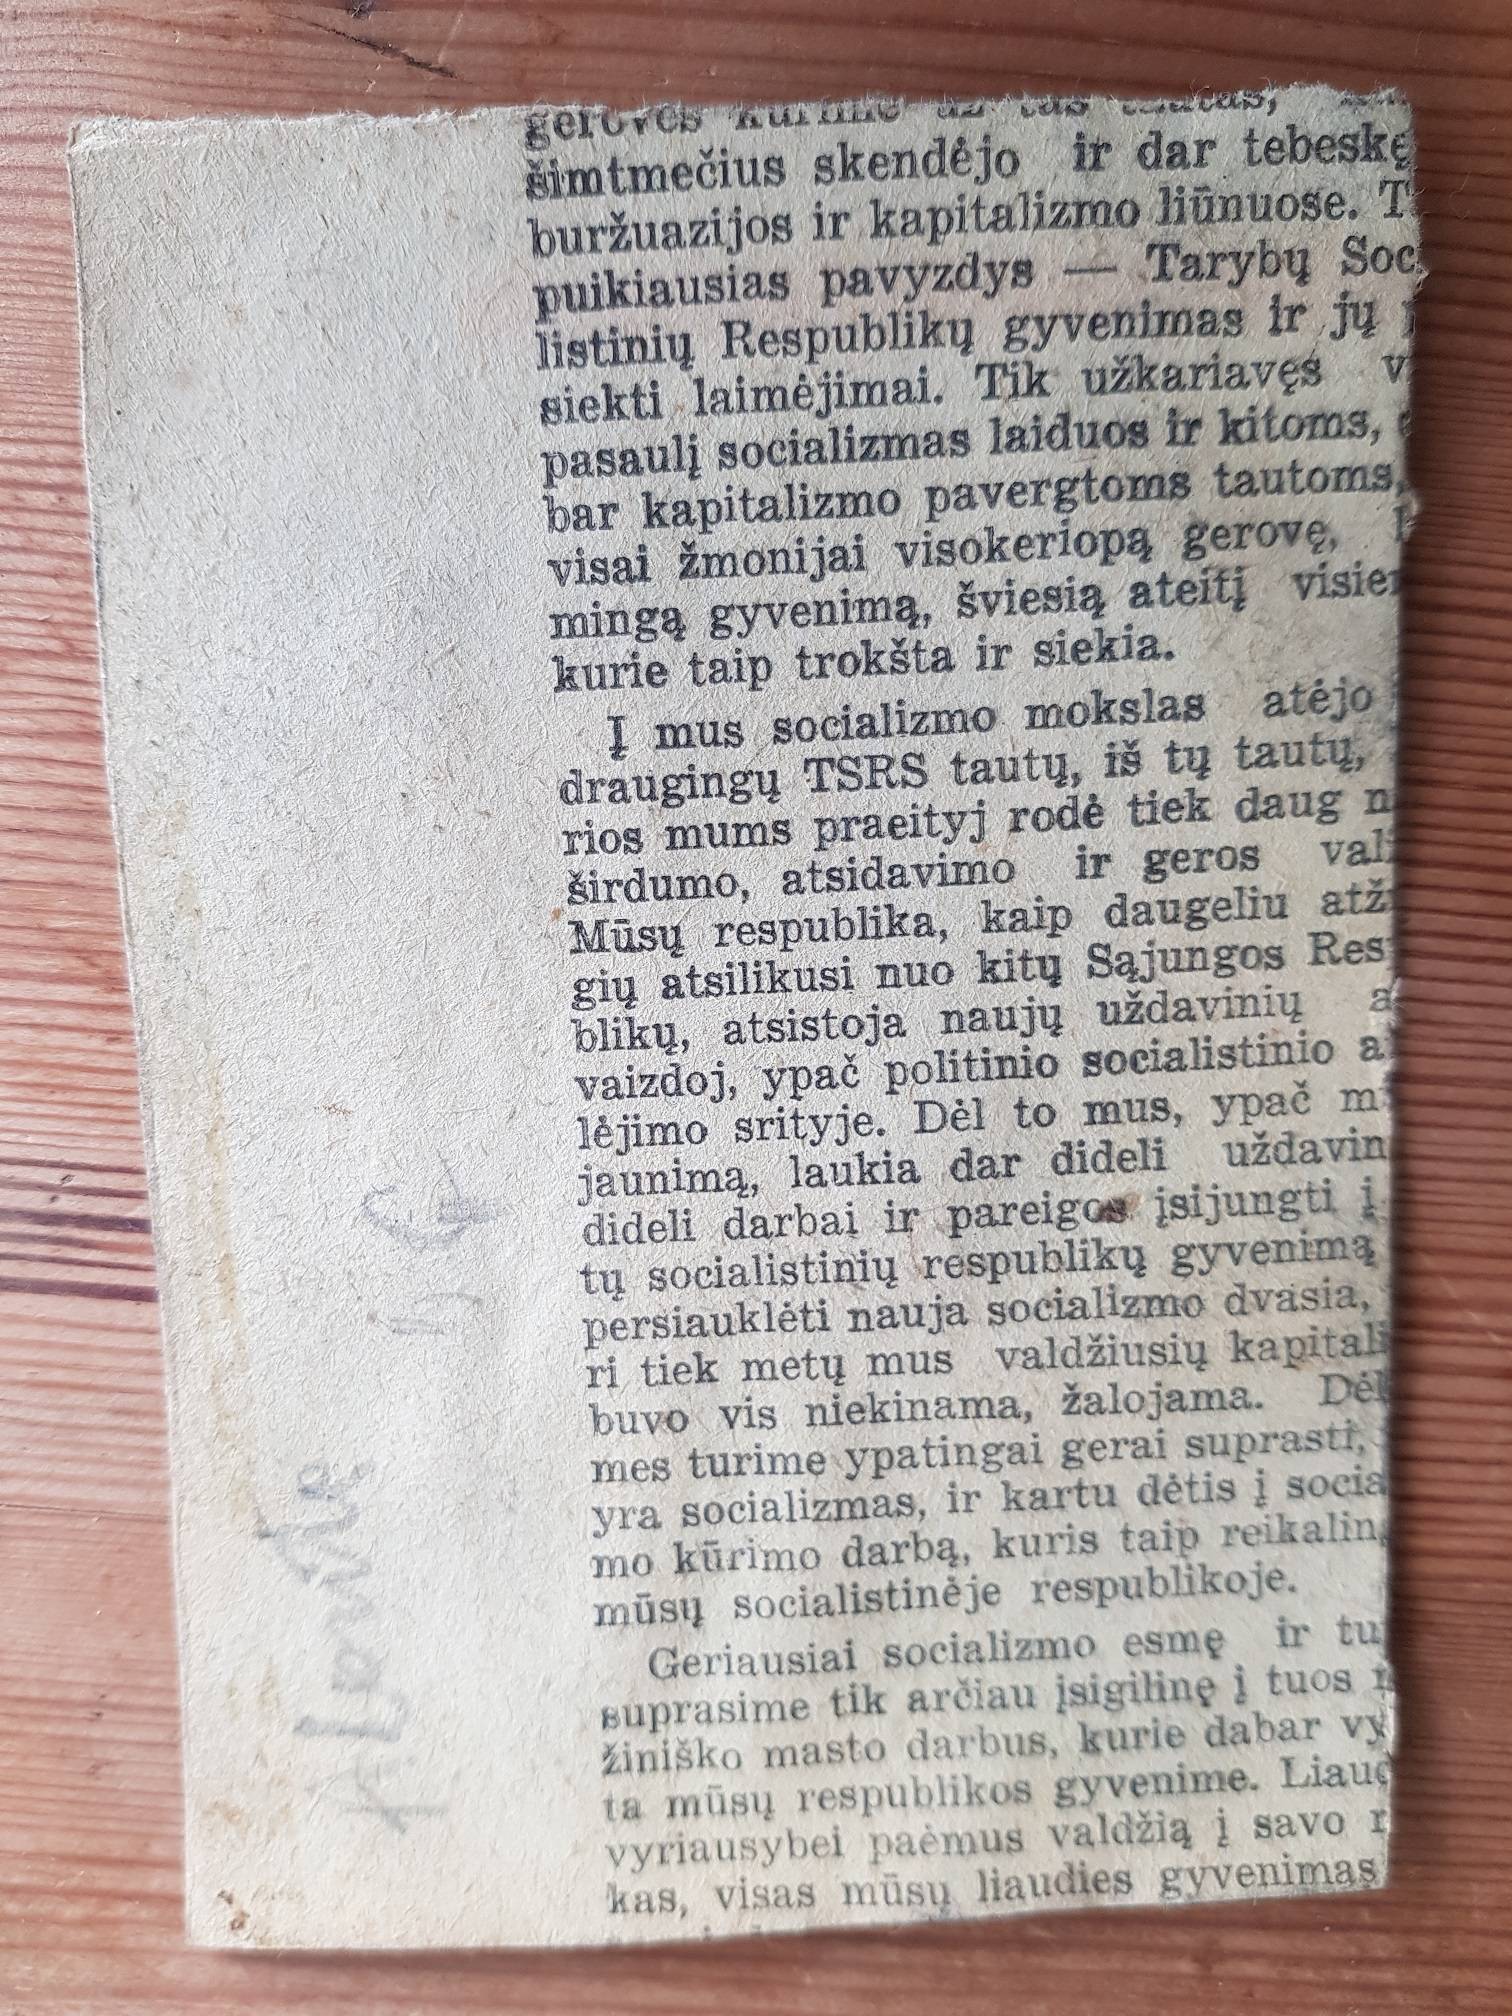 gerovės kūrime už tas tautas,
šimtmečius skendėjo ir dar tebeskę
buržuazijos ir kapitalizmo liūnuose. T
puikiausias pavyzdys — Tarybų Soc
listinių Respublikų gyvenimas ir jų
siekti laimėjimai. Tik užkariavęs v
pasaulį socializmas laiduos ir kitoms,
bar kapitalizmo pavergtoms tautoms,
visai žmonijai visokeriopą gerovę,
mingą gyvenimą, šviesią ateitį visie
kurie taip trokšta ir siekia.
Į mus socializmo mokslas atėjo
draugingų TSRS tautų, iš tų tautų,
rios mums praeityj rodė tiek daug n
širdumo, atsidavimo ir geros vali
Mūsų respublika, kaip daugeliu atž
gių atsilikusi nuo kitų Sąjungos Res
blikų, atsistoja naujų uždavinių a
vaizdoj, ypač politinio socialistinio a
lėjimo srityje. Dėl to mus, ypač m
jaunimą, laukia dar dideli uždavin
dideli darbai ir pareigos įsijungti į
tų socialistinių respublikų gyvenimą
persiauklėti nauja socializmo dvasia,
ri tiek metų mus valdžiusių kapitali
buvo vis niekinama, žalojama. Dėl
mes turime ypatingai gerai suprasti,
yra socializmas, ir kartu dėtis į socia
mo kūrimo darbą, kuris taip reikalin
mūsų socialistinėje respublikoje.
Geriausiai socializmo esmę ir tu
suprasime tik arčiau įsigilinę į tuos
žiniško masto darbus, kurie dabar vy
ta mūsų respublikos gyvenime. Liaud
vyriausybei paėmus valdžią į savo r
kas, visas mūsų liaudies gyvenimas